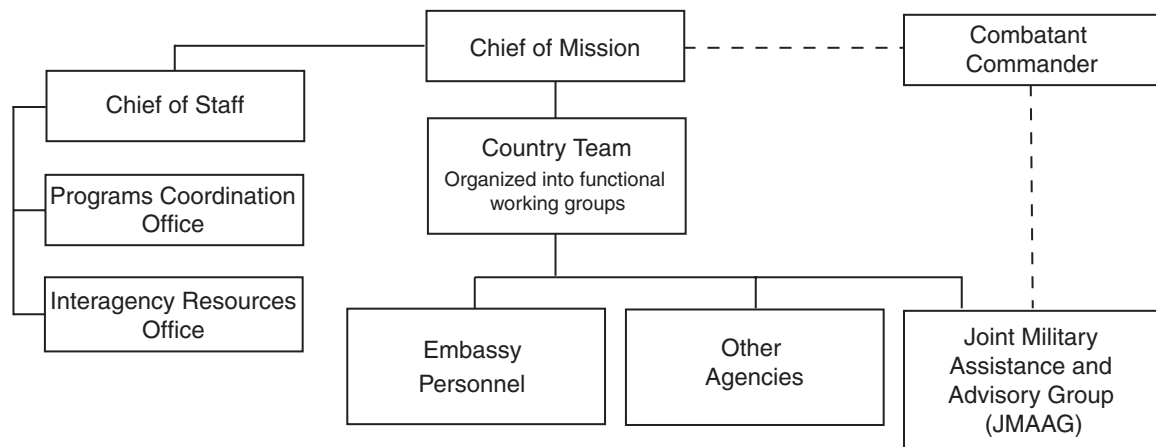 Chief of Mission
Combatant
Commander
Chief of Staff
Country Team
Organized into functional
working groups
Programs Coordination
Office
Interagency Resources
Office
Embassy
Personnel
Other
Agencies
Joint Military
Assistance and
Advisory Group
(JMAAG)